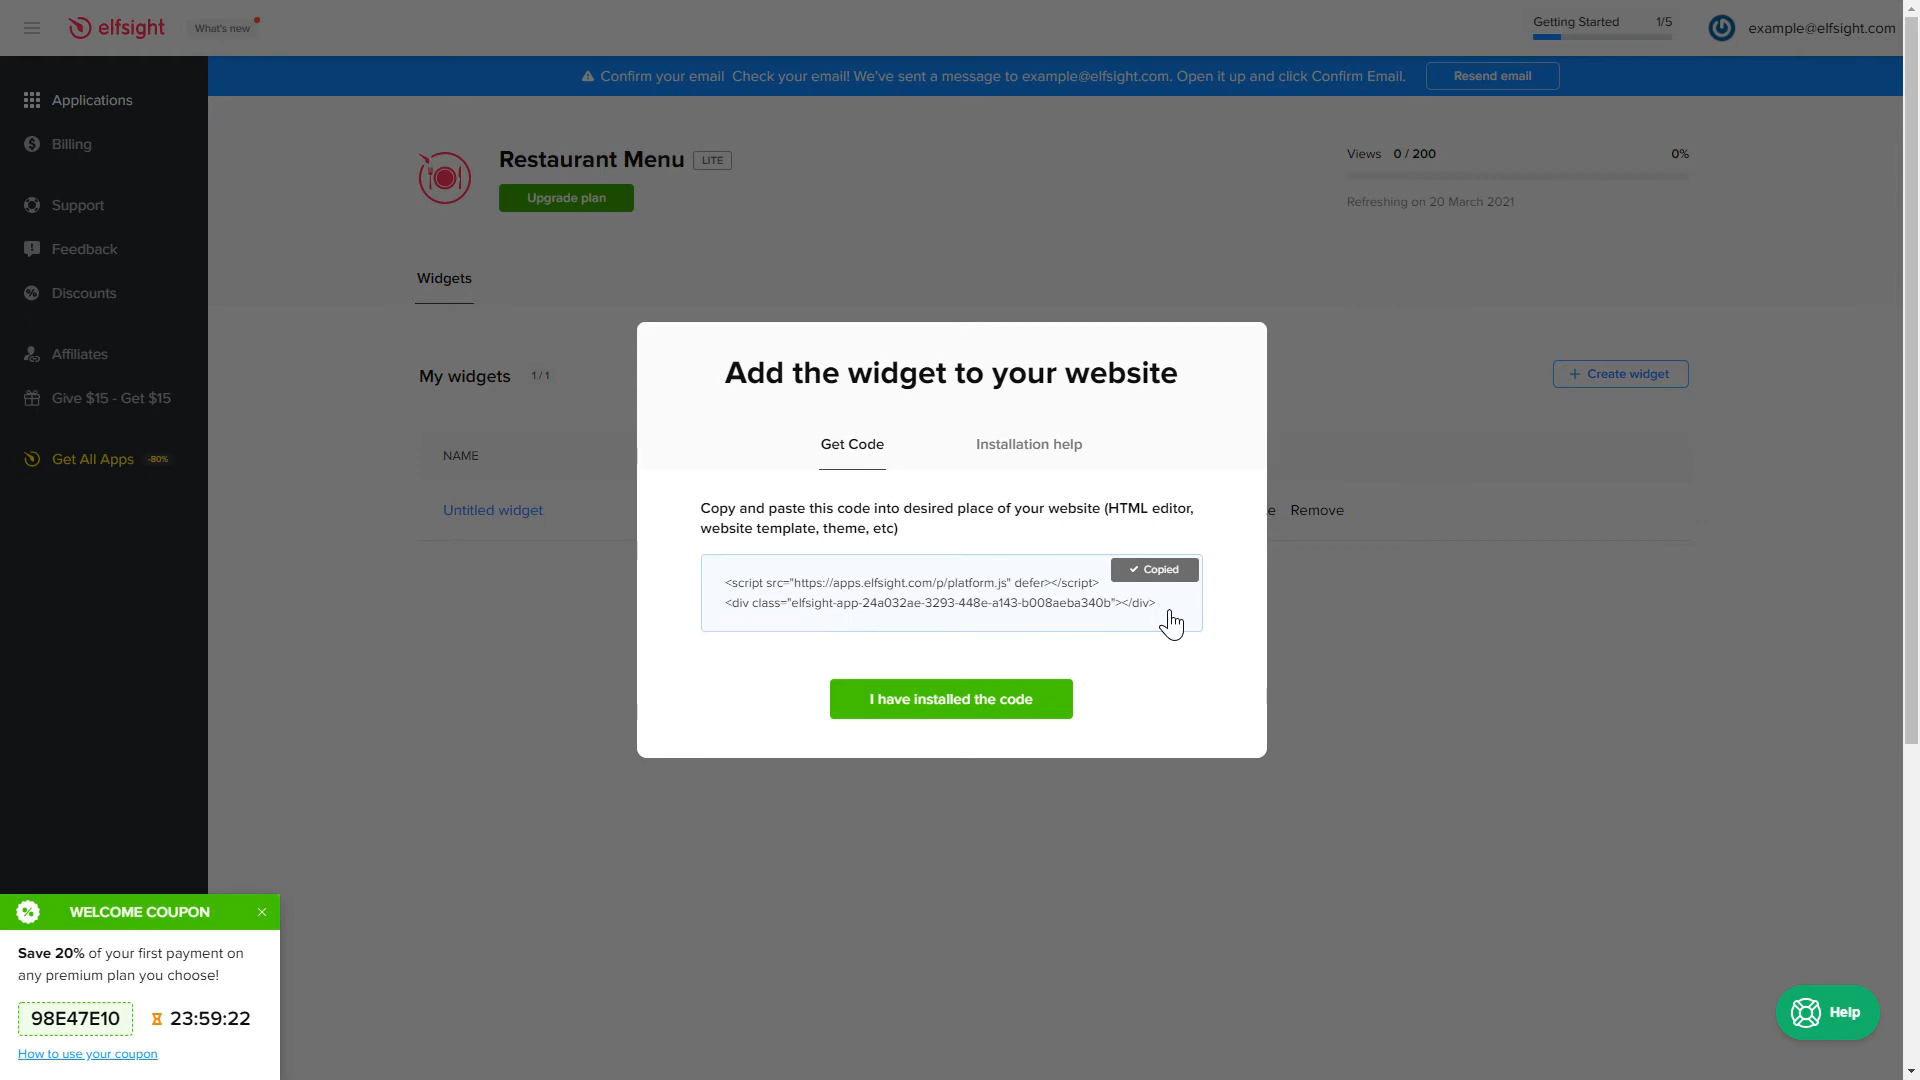 elfsight
What's new
Getting Started 1/5
example@elfsight.com
Confirm your email Check your email! We've sent a message to example@elfsight.com. Open it up and click Confirm Email.
Resend email
Applications
Billing
Support
Feedback
Discounts
Affiliates
Give $15 - Get $15
Get All Apps -80%
Restaurant Menu LITE
Upgrade plan
Views 0 / 200 0%
Refreshing on 20 March 2021
Widgets
My widgets 1 / 1
+ Create widget
NAME
Untitled widget
Remove
Add the widget to your website
Get Code Installation help
Copy and paste this code into desired place of your website (HTML editor,
website template, theme, etc)
Copied
<script src="https://apps.elfsight.com/p/platform.js" defer></script>
<div class="elfsight-app-24a032ae-3293-448e-a143-b008aeba340b"></div>
I have installed the code
WELCOME COUPON
Save 20% of your first payment on
any premium plan you choose!
98E47E10 23:59:22
How to use your coupon
Help